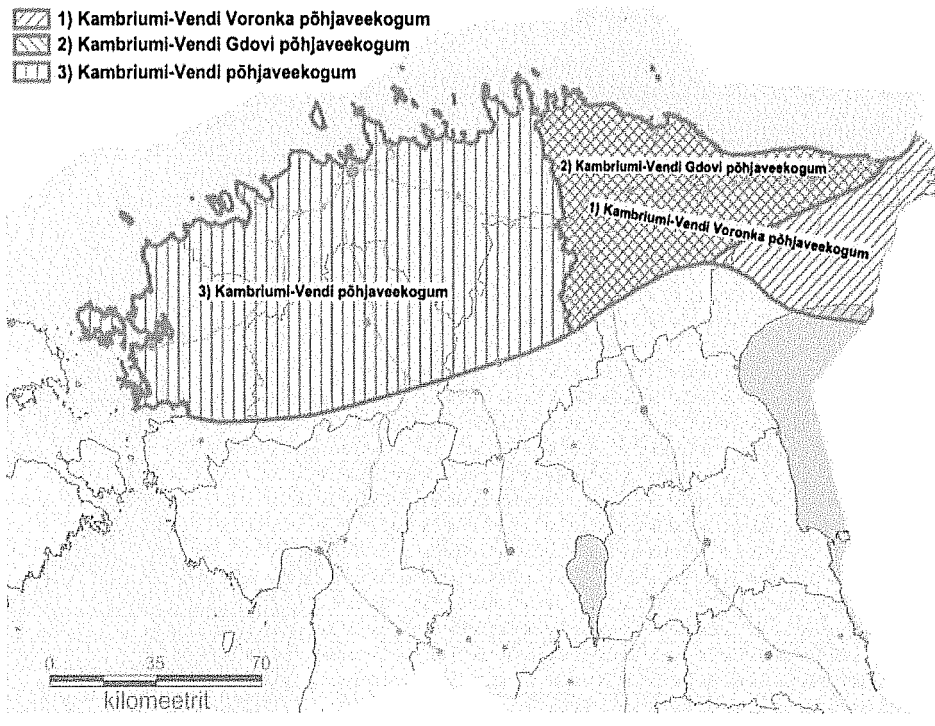 1) Kambriumi-Vendi Voronka põhjaveekogum
2) Kambriumi-Vendi Gdovi põhjaveekogum
3) Kambriumi-Vendi põhjaveekogum
2) Kambriumi-Vendi Gdovi põhjaveekogum
1) Kambriumi-Vendi Voronka põhjaveekogum
3) Kambriumi-Vendi põhjaveekogum
0 35 70
kilomeetrit